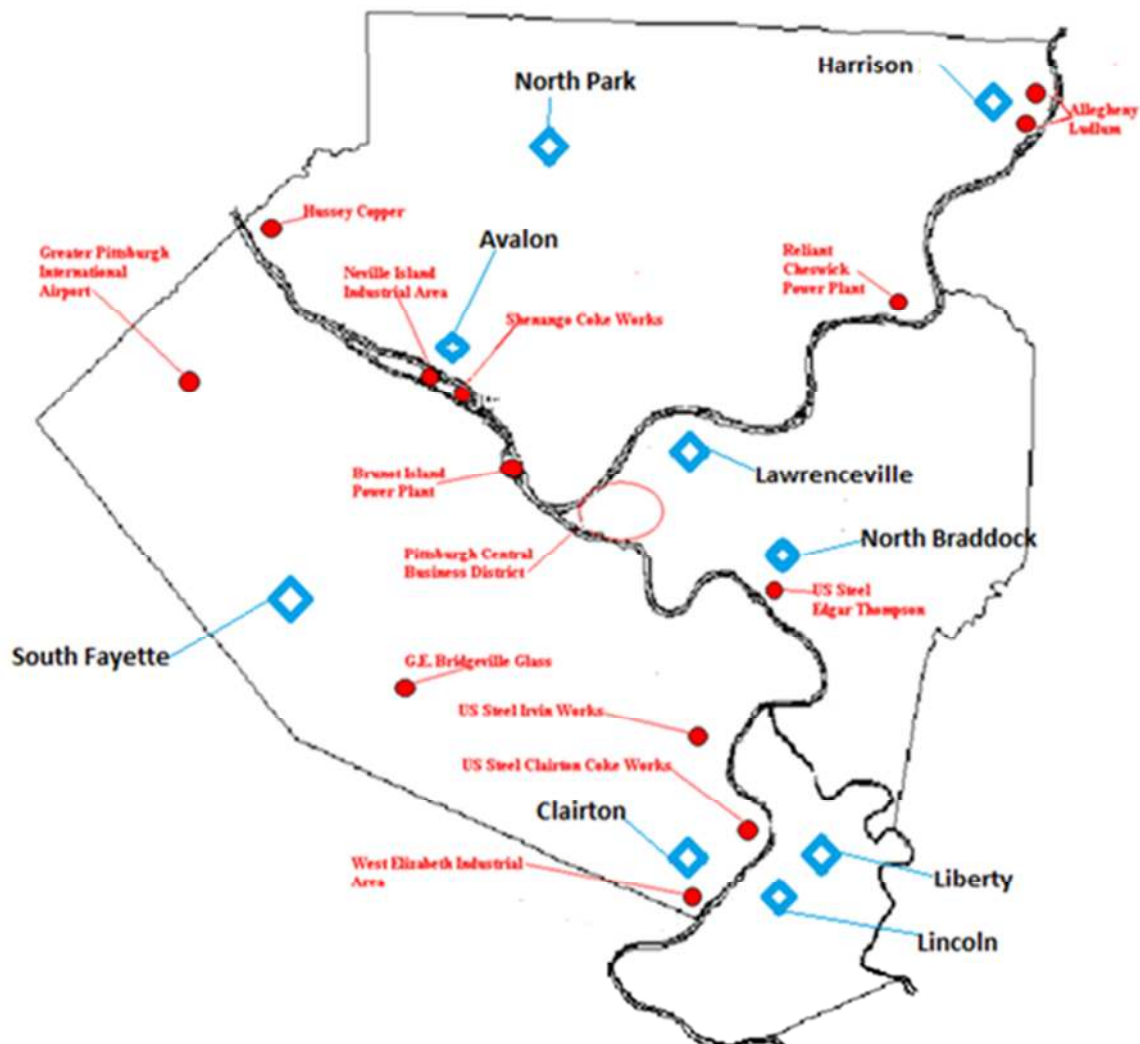 Harrison
North Park
Allegheny
Ludlum
Hussey Copper
Avalon
Greater Pittsburgh
International
Airport
Neville Island
Industrial Area
Reliant
Cheswick
Power Plant
Shenango Coke Works
Lawrenceville
Brunot Island
Power Plant
North Braddock
Pittsburgh Central
Business District
US Steel
Edgar Thompson
South Fayette
G.E. Bridgeville Glass
US Steel Irvin Works
US Steel Clairton Coke Works
Clairton
West Elizabeth Industrial
Area
Liberty
Lincoln